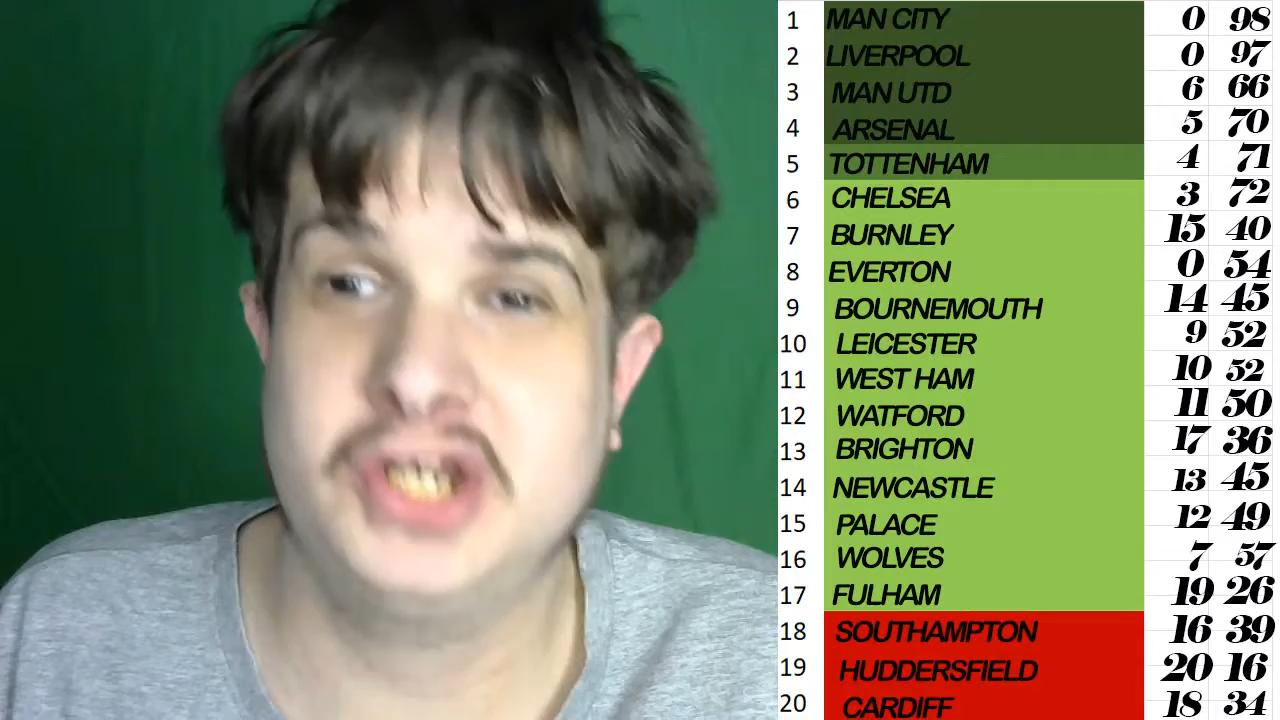 1 MAN CITY 0 98
2 LIVERPOOL 0 97
3 MAN UTD 6 66
4 ARSENAL 5 70
5 TOTTENHAM 4 71
6 CHELSEA 3 72
7 BURNLEY 15 40
8 EVERTON 0 54
9 BOURNEMOUTH 14 45
10 LEICESTER 9 52
11 WEST HAM 10 52
12 WATFORD 11 50
13 BRIGHTON 17 36
14 NEWCASTLE 13 45
15 PALACE 12 49
16 WOLVES 7 57
17 FULHAM 19 26
18 SOUTHAMPTON 16 39
19 HUDDERSFIELD 20 16
20 CARDIFF 18 34